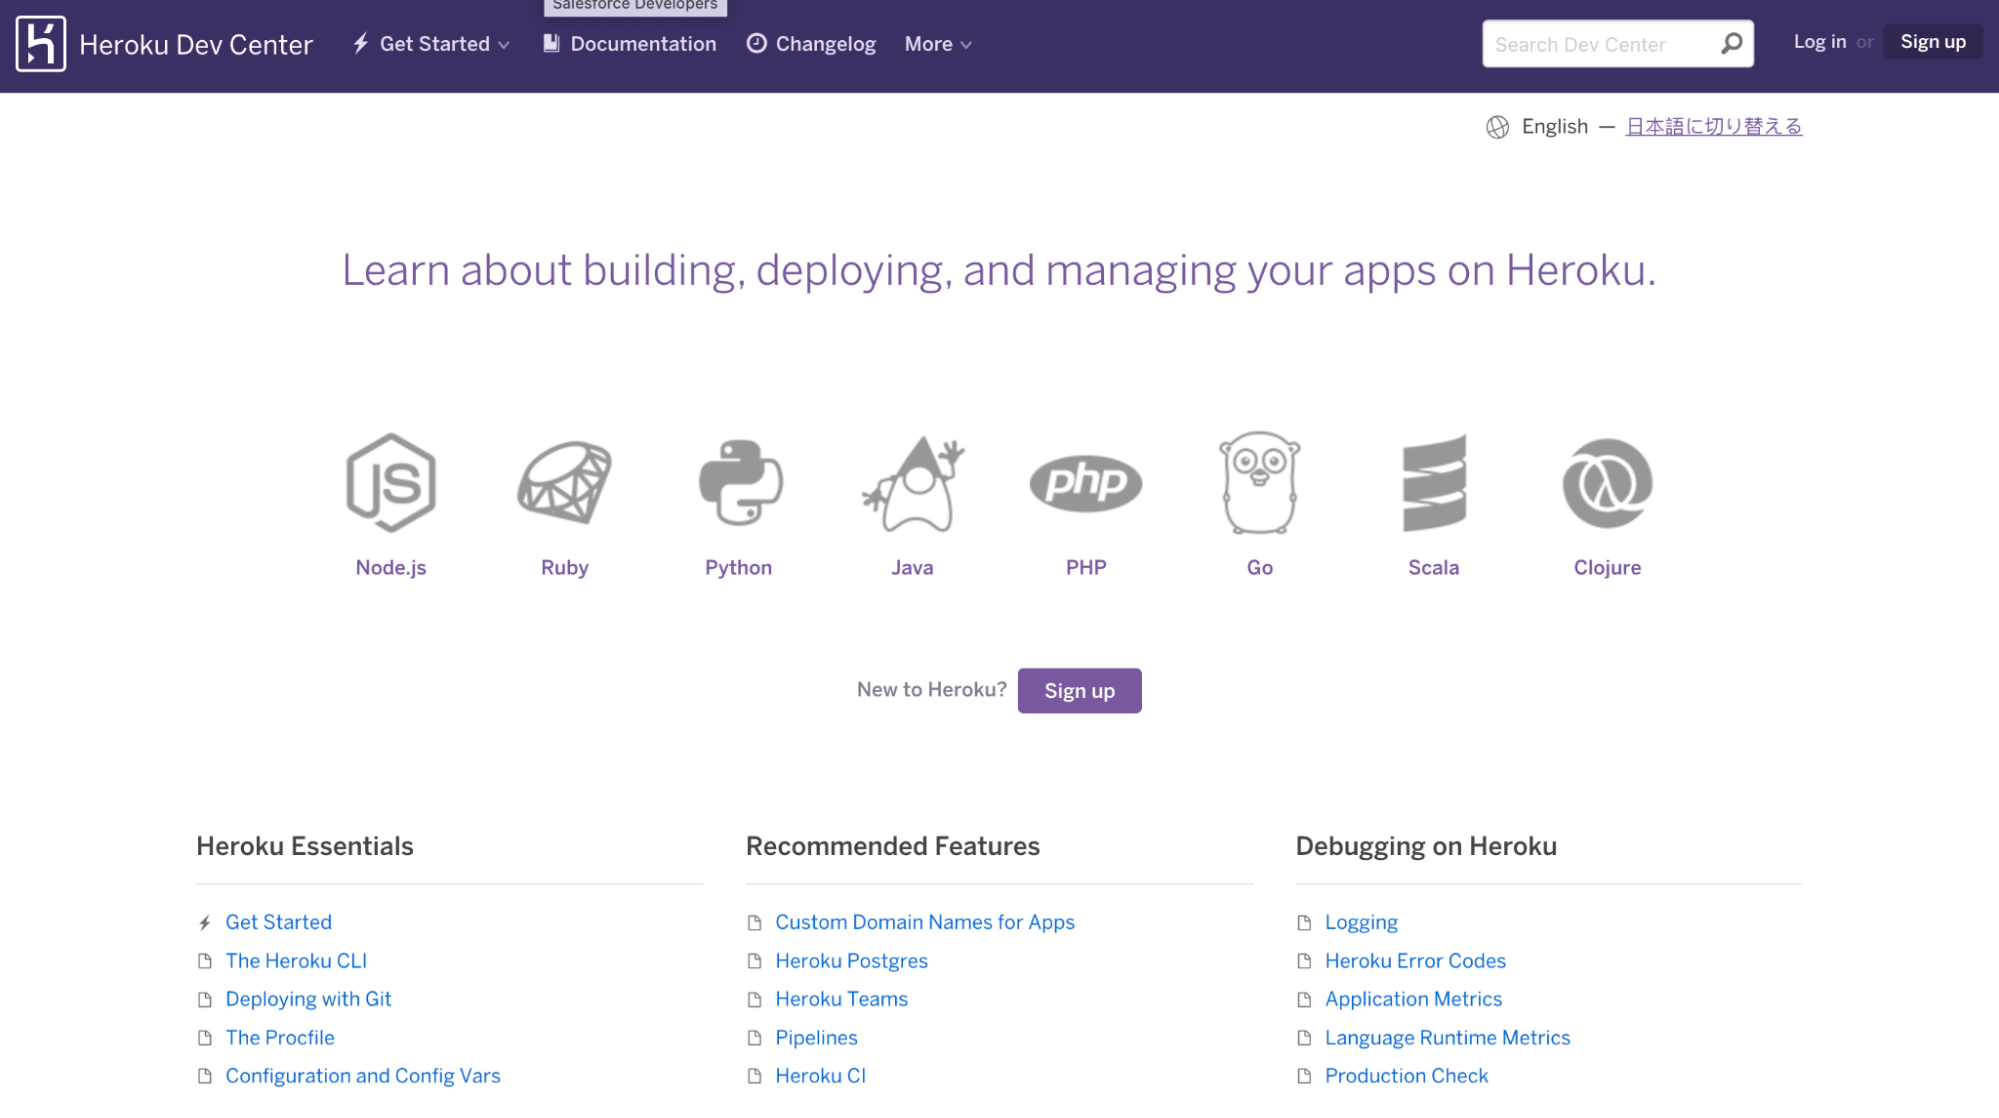 Salesforce Developers
Heroku Dev Center
Get Started
Documentation
Changelog
More
Search Dev Center
Log in or
Sign up
English — 日本語に切り替える
Learn about building, deploying, and managing your apps on Heroku.
JS
php
Node.js
Ruby
Python
Java
PHP
Go
Scala
Clojure
New to Heroku?
Sign up
Heroku Essentials
Get Started
The Heroku CLI
Deploying with Git
The Procfile
Configuration and Config Vars
Recommended Features
Custom Domain Names for Apps
Heroku Postgres
Heroku Teams
Pipelines
Heroku CI
Debugging on Heroku
Logging
Heroku Error Codes
Application Metrics
Language Runtime Metrics
Production Check